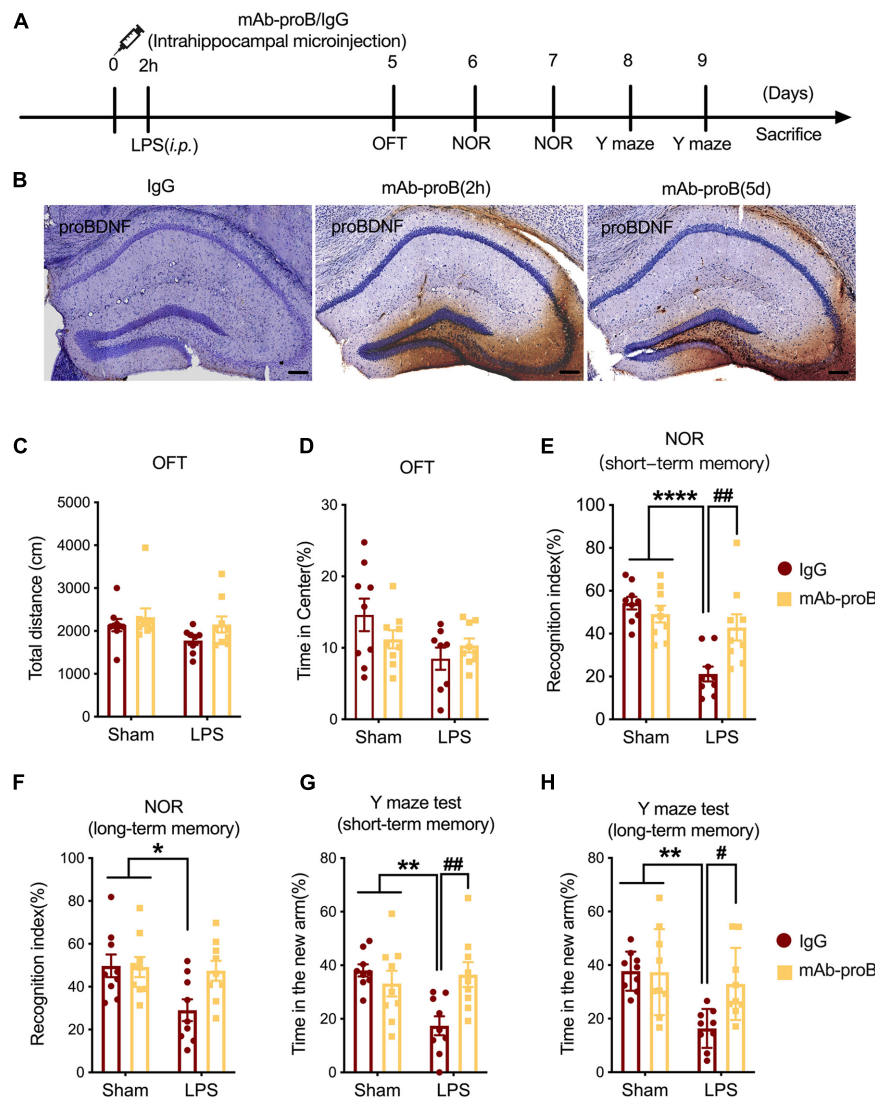 A
mAb-proB/IgG
(Intrahippocampal microinjection)
0 2h 5 6 7 8 9
(Days)
LPS(i.p.) OFT NOR NOR Y maze Y maze Sacrifice
B
IgG mAb-proB(2h) mAb-proB(5d)
proBDNF proBDNF proBDNF
C
OFT
Total distance (cm)
5000
4000
3000
2000
1000
0
Sham LPS
D
OFT
Time in Center(%)
30
20
10
0
Sham LPS
E
NOR
(short–term memory)
Recognition index(%)
100
80
60
40
20
0
**** ##
Sham LPS
IgG
mAb-proB
F
NOR
(long-term memory)
Recognition index(%)
100
80
60
40
20
0
*
Sham LPS
G
Y maze test
(short-term memory)
Time in the new arm(%)
80
60
40
20
0
** ##
Sham LPS
H
Y maze test
(long-term memory)
Time in the new arm(%)
80
60
40
20
0
** #
Sham LPS
IgG
mAb-proB